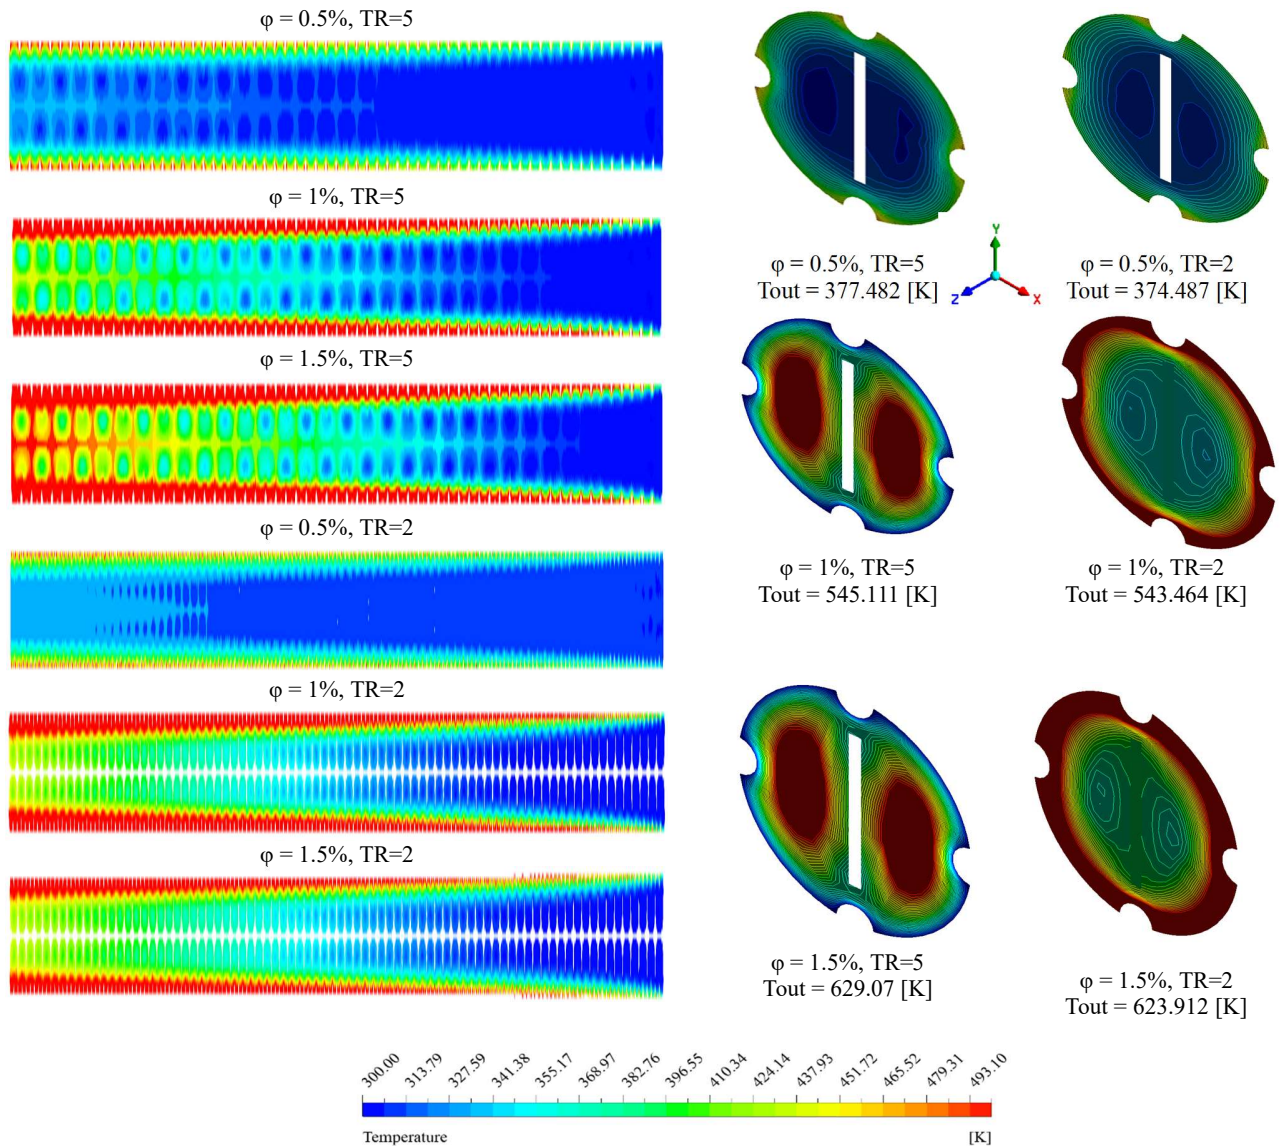 φ = 0.5%, TR=5
φ = 1%, TR=5
φ = 1.5%, TR=5
φ = 0.5%, TR=2
φ = 1%, TR=2
φ = 1.5%, TR=2
φ = 0.5%, TR=5
Tout = 377.482 [K]
Y
Z
X
φ = 0.5%, TR=2
Tout = 374.487 [K]
φ = 1%, TR=5
Tout = 545.111 [K]
φ = 1%, TR=2
Tout = 543.464 [K]
φ = 1.5%, TR=5
Tout = 629.07 [K]
φ = 1.5%, TR=2
Tout = 623.912 [K]
300.00 313.79 327.59 341.38 355.17 368.97 382.76 396.55 410.34 424.14 437.93 451.72 465.52 479.31 493.10
Temperature [K]